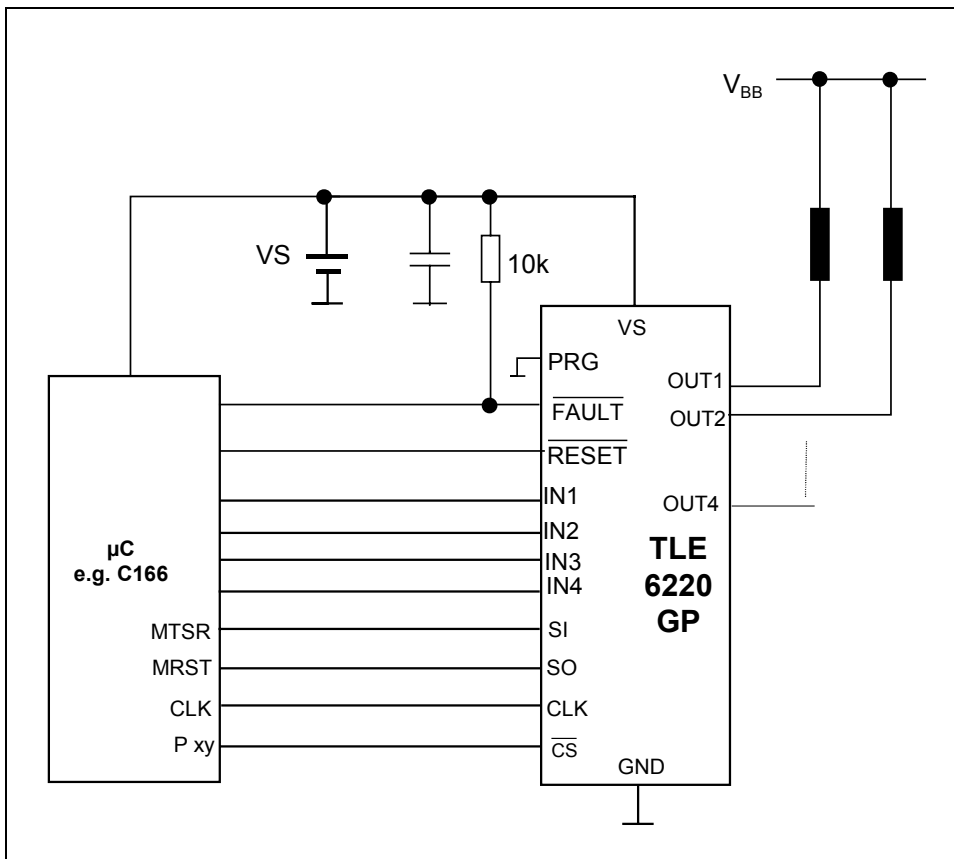 V_BB
VS
10k
VS
PRG
OUT1
FAULT
OUT2
RESET
IN1
OUT4
IN2
µC
e.g. C166
IN3
TLE
6220
GP
IN4
MTSR
SI
MRST
SO
CLK
CLK
P xy
CS
GND